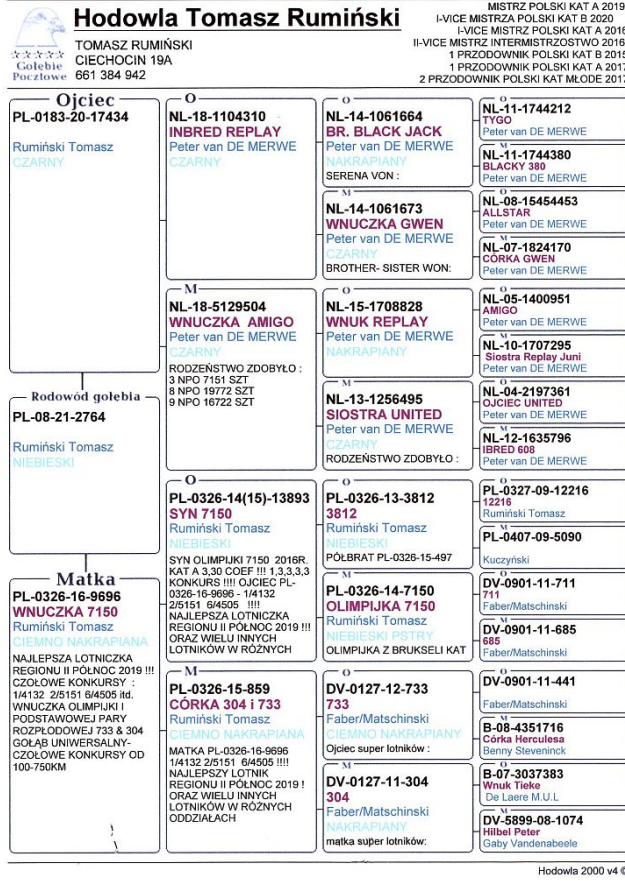 Hodowla Tomasz Rumiński
TOMASZ RUMIŃSKI
CIECHOCIN 19A
661 384 942
Gołębie
Pocztowe
MISTRZ POLSKI KAT A 2019
I-VICE MISTRZA POLSKI KAT B 2020
I-VICE MISTRZ POLSKI KAT A 2016
II-VICE MISTRZ INTERMISTRZOSTWO 2016
1 PRZODOWNIK POLSKI KAT B 2015
1 PRZODOWNIK POLSKI KAT A 2017
2 PRZODOWNIK POLSKI KAT MŁODE 2017
Ojciec
PL-0183-20-17434
Rumiński Tomasz
CZARNY
Rodowód gołębia
PL-08-21-2764
Rumiński Tomasz
NIEBIESKI
Matka
PL-0326-16-9696
WNUCZKA 7150
Rumiński Tomasz
CIEMNO NAKRAPIANA
NAJLEPSZA LOTNICZKA
REGIONU II PÓŁNOC 2019 !!!
CZOŁOWE KONKURSY :
1/4132 2/5151 6/4505 itd.
WNUCZKA OLIMPIJKI I
PODSTAWOWEJ PARY
ROZPŁODOWEJ 733 & 304
GOŁĄB UNIWERSALNY-
CZOŁOWE KONKURSY OD
100-750KM
O
NL-18-1104310
INBRED REPLAY
Peter van DE MERWE
CZARNY
M
NL-18-5129504
WNUCZKA AMIGO
Peter van DE MERWE
CZARNY
RODZEŃSTWO ZDOBYŁO :
3 NPO 7151 SZT
8 NPO 19772 SZT
9 NPO 16722 SZT
O
PL-0326-14(15)-13893
SYN 7150
Rumiński Tomasz
NIEBIESKI
SYN OLIMPIJKI 7150 2016R.
KAT A 3,30 COEF !!! 1,3,3,3,3
KONKURS !!!! OJCIEC PL-
0326-16-9696 - 1/4132
2/5151 6/4505 !!!!
NAJLEPSZA LOTNICZKA
REGIONU II PÓŁNOC 2019 !!!
ORAZ WIELU INNYCH
LOTNIKÓW W RÓŻNYCH
M
PL-0326-15-859
CÓRKA 304 i 733
Rumiński Tomasz
CIEMNO NAKRAPIANA
MATKA PL-0326-16-9696
1/4132 2/5151 6/4505 !!!!
NAJLEPSZY LOTNIK
REGIONU II PÓŁNOC 2019 !
ORAZ WIELU INNYCH
LOTNIKÓW W RÓŻNYCH
ODDZIAŁACH
O
NL-14-1061664
BR. BLACK JACK
Peter van DE MERWE
NAKRAPIANY
SERENA VON :
M
NL-14-1061673
WNUCZKA GWEN
Peter van DE MERWE
CZARNY
BROTHER- SISTER WON:
O
NL-15-1708828
WNUK REPLAY
Peter van DE MERWE
NAKRAPIANY
M
NL-13-1256495
SIOSTRA UNITED
Peter van DE MERWE
CZARNY
RODZEŃSTWO ZDOBYŁO :
O
PL-0326-13-3812
3812
Rumiński Tomasz
NIEBIESKI
PÓŁBRAT PL-0326-15-497
M
PL-0326-14-7150
OLIMPIJKA 7150
Rumiński Tomasz
NIEBIESKI PSTRY
OLIMPIJKA Z BRUKSELI KAT
O
DV-0127-12-733
733
Faber/Matschinski
CIEMNO NAKRAPIANY
Ojciec super lotników :
M
DV-0127-11-304
304
Faber/Matschinski
NAKRAPIANY
matka super lotników:
O
NL-11-1744212
TYGO
Peter van DE MERWE
M
NL-11-1744380
BLACKY 380
Peter van DE MERWE
O
NL-08-15454453
ALLSTAR
Peter van DE MERWE
M
NL-07-1824170
CÓRKA GWEN
Peter van DE MERWE
O
NL-05-1400951
AMIGO
Peter van DE MERWE
M
NL-10-1707295
Siostra Replay Juni
Peter van DE MERWE
O
NL-04-2197361
OJCIEC UNITED
Peter van DE MERWE
M
NL-12-1635796
IBRED 608
Peter van DE MERWE
O
PL-0327-09-12216
12216
Rumiński Tomasz
M
PL-0407-09-5090
Kuczyński
O
DV-0901-11-711
711
Faber/Matschinski
M
DV-0901-11-685
685
Faber/Matschinski
O
DV-0901-11-441
Faber/Matschinski
M
B-08-4351716
Córka Herculesa
Benny Steveninck
O
B-07-3037383
Wnuk Tieke
De Laere M.U.L
M
DV-5899-08-1074
Hilbel Peter
Gaby Vandenabeele
Hodowla 2000 v4 ©